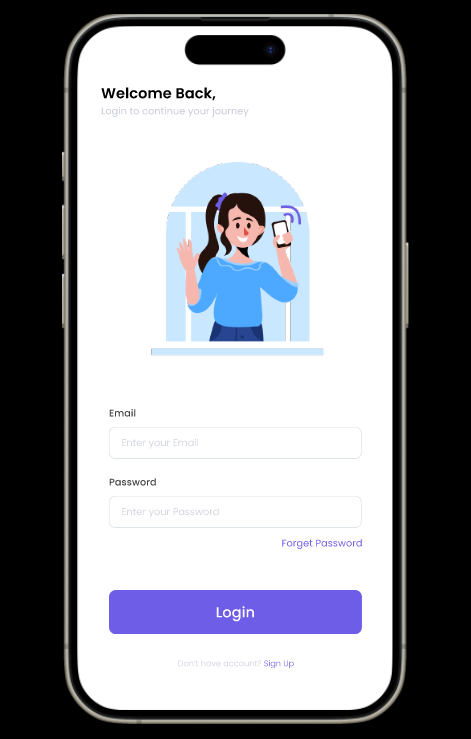 Welcome Back,
Login to continue your journey
Email
Enter your Email
Password
Enter your Password
Forget Password
Login
Don't have account? Sign Up